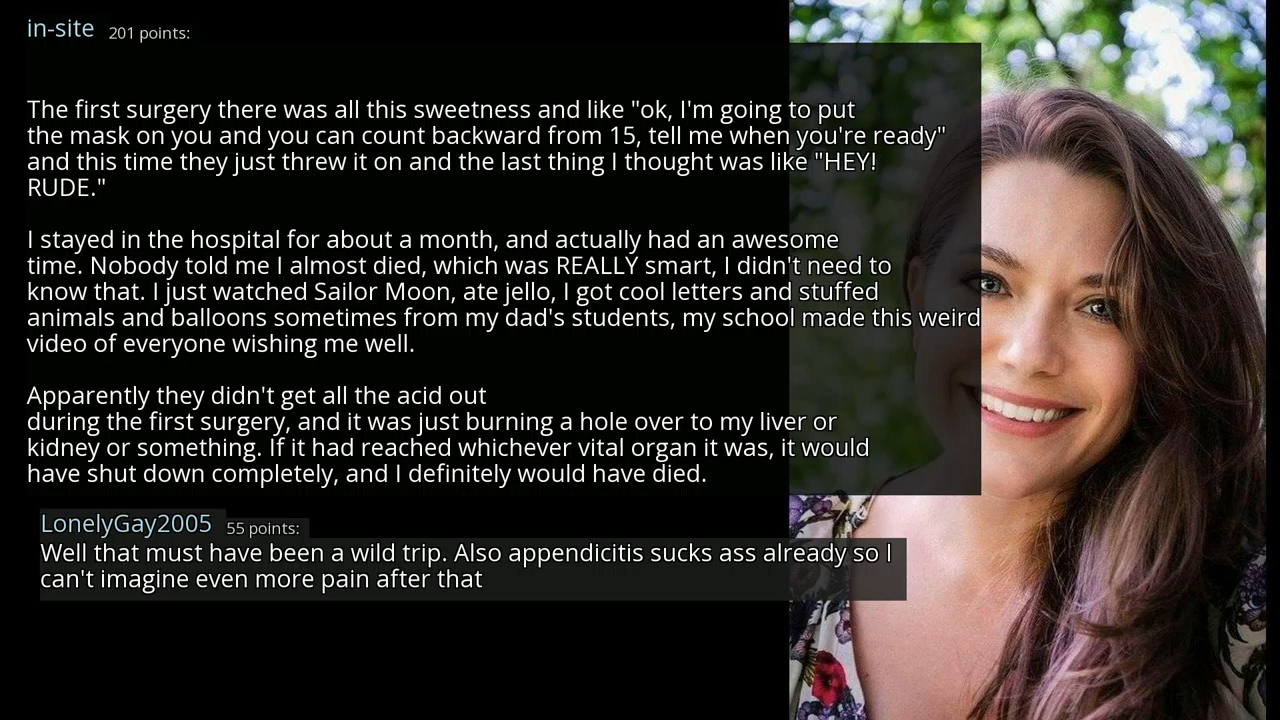 in-site 201 points:
The first surgery there was all this sweetness and like "ok, I'm going to put
the mask on you and you can count backward from 15, tell me when you're ready"
and this time they just threw it on and the last thing I thought was like "HEY!
RUDE."
I stayed in the hospital for about a month, and actually had an awesome
time. Nobody told me I almost died, which was REALLY smart, I didn't need to
know that. I just watched Sailor Moon, ate jello, I got cool letters and stuffed
animals and balloons sometimes from my dad's students, my school made this weird
video of everyone wishing me well.
Apparently they didn't get all the acid out
during the first surgery, and it was just burning a hole over to my liver or
kidney or something. If it had reached whichever vital organ it was, it would
have shut down completely, and I definitely would have died.
LonelyGay2005 55 points:
Well that must have been a wild trip. Also appendicitis sucks ass already so I
can't imagine even more pain after that